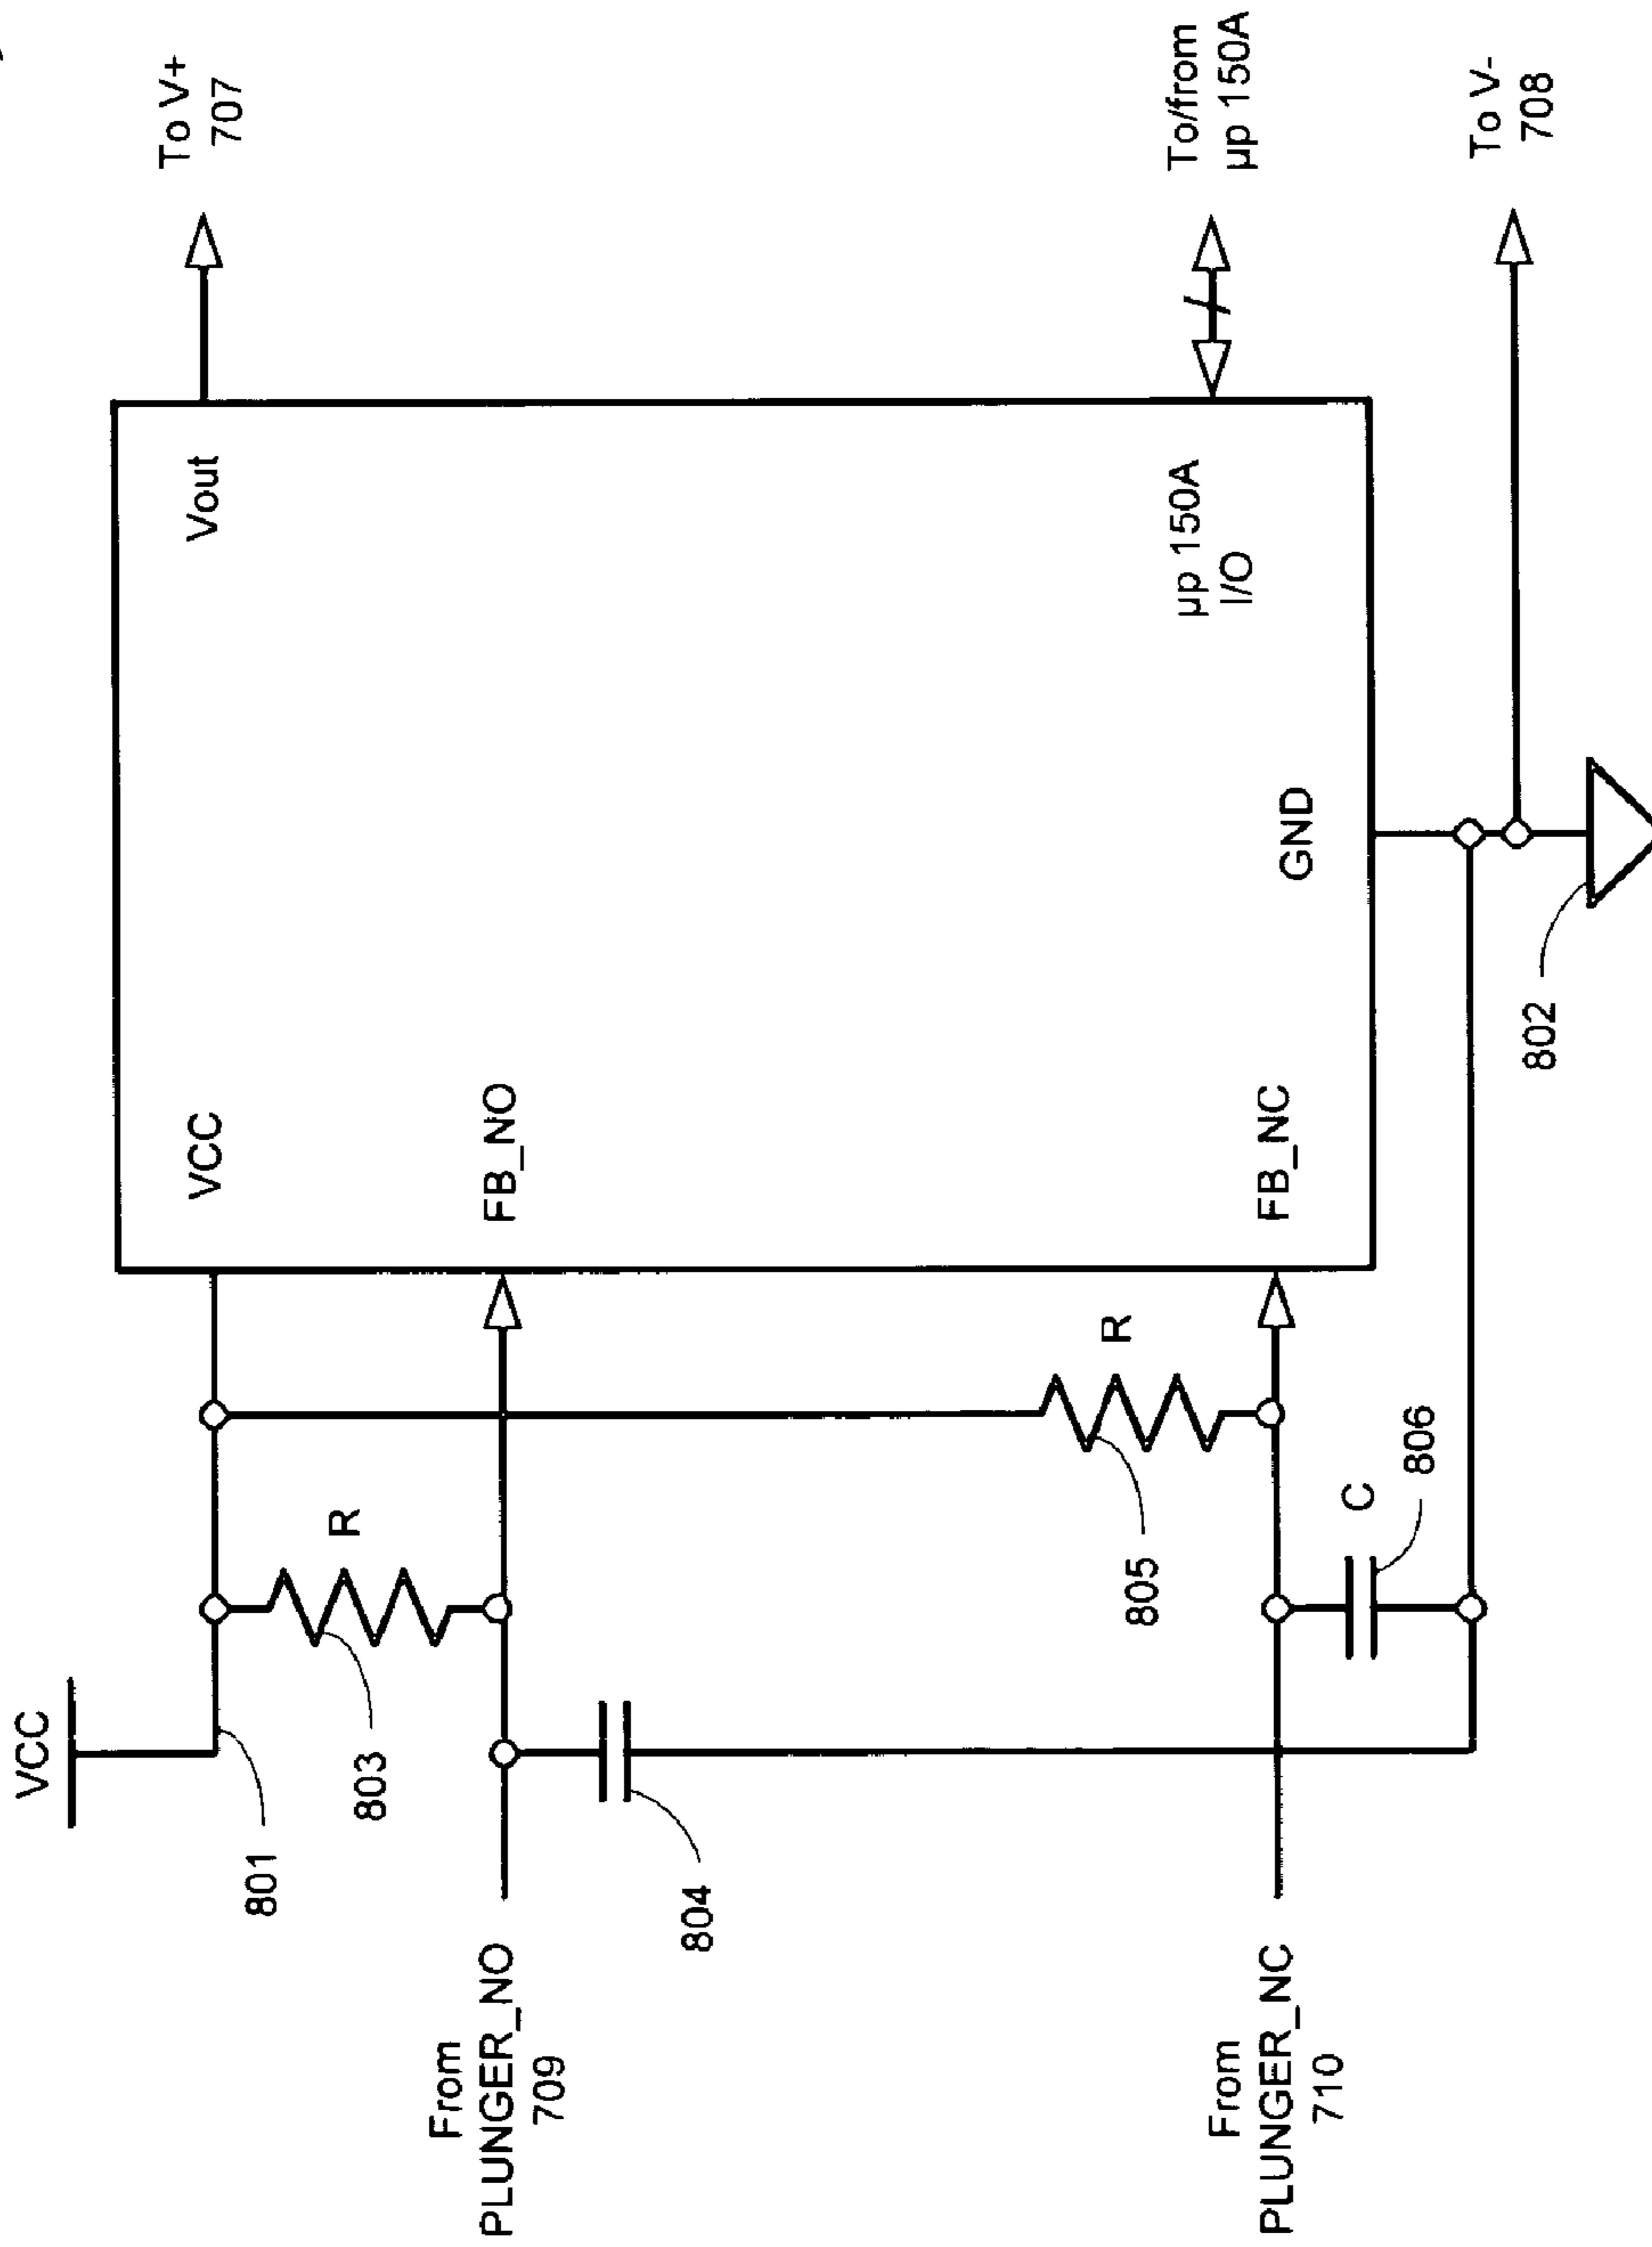 VCC
801
803
R
From
PLUNGER_NO
709
804
805
R
From
PLUNGER_NC
710
C
806
VCC
FB_NO
FB_NC
GND
Vout
µp 150A
I/O
802
To V+
707
To/from
µp 150A
To V-
708